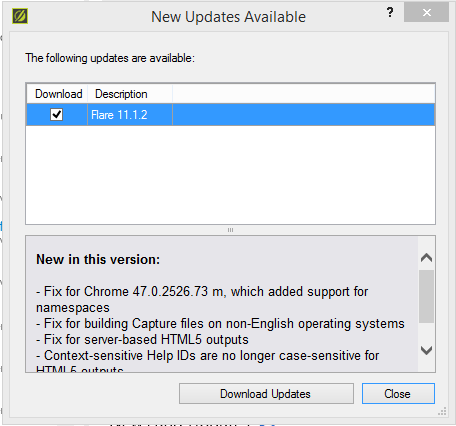 New Updates Available
?
The following updates are available:
Download Description
Flare 11.1.2
New in this version:
- Fix for Chrome 47.0.2526.73 m, which added support for
namespaces
- Fix for building Capture files on non-English operating systems
- Fix for server-based HTML5 outputs
- Context-sensitive Help IDs are no longer case-sensitive for
HTML5 outputs
Download Updates Close